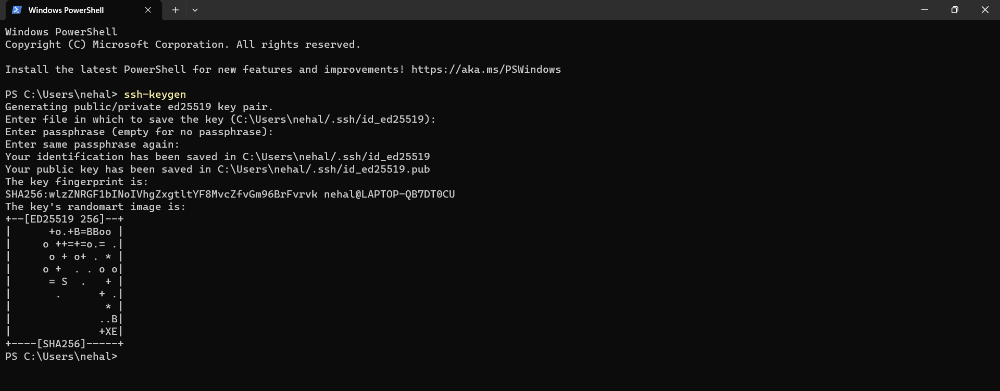 Windows PowerShell
Windows PowerShell
Copyright (C) Microsoft Corporation. All rights reserved.

Install the latest PowerShell for new features and improvements! https://aka.ms/PSWindows

PS C:\Users\nehal> ssh-keygen
Generating public/private ed25519 key pair.
Enter file in which to save the key (C:\Users\nehal/.ssh/id_ed25519):
Enter passphrase (empty for no passphrase):
Enter same passphrase again:
Your identification has been saved in C:\Users\nehal/.ssh/id_ed25519
Your public key has been saved in C:\Users\nehal/.ssh/id_ed25519.pub
The key fingerprint is:
SHA256:wlzZNRGF1bINoIVhgZxgtltYF8MvcZfvGm96BrFvrvk nehal@LAPTOP-QB7DT0CU
The key's randomart image is:
+--[ED25519 256]--+
|      +o.+B=BBoo |
|     o ++=+=o.= .|
|      o + o+ . * |
|     o +  . . o o|
|      = S  .   + |
|       .      + .|
|               * |
|              ..B|
|              +XE|
+----[SHA256]-----+
PS C:\Users\nehal>